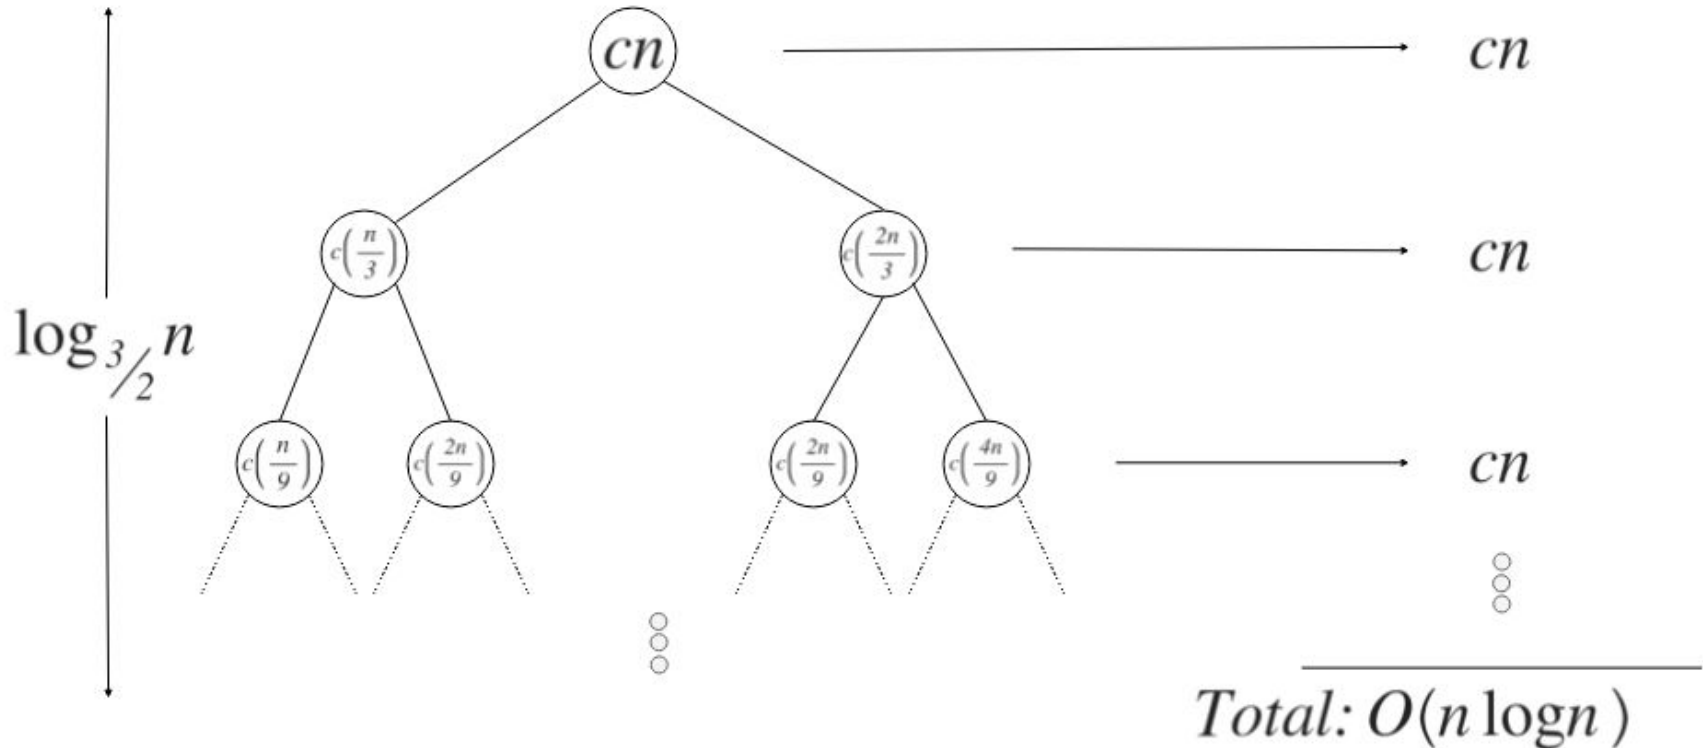 cn cn
c(n/3) c(2n/3) cn
log_{3/2} n
c(n/9) c(2n/9) c(2n/9) c(4n/9) cn
Total: O(n logn )